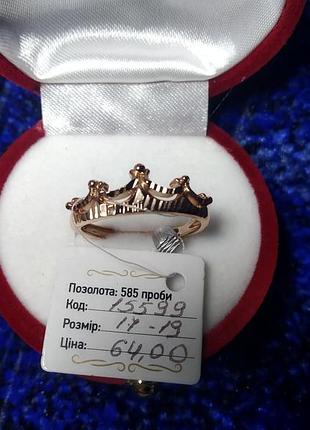 Позолота: 585 проби
Код: 15599
Розмір: 17-19
Ціна: 64,00